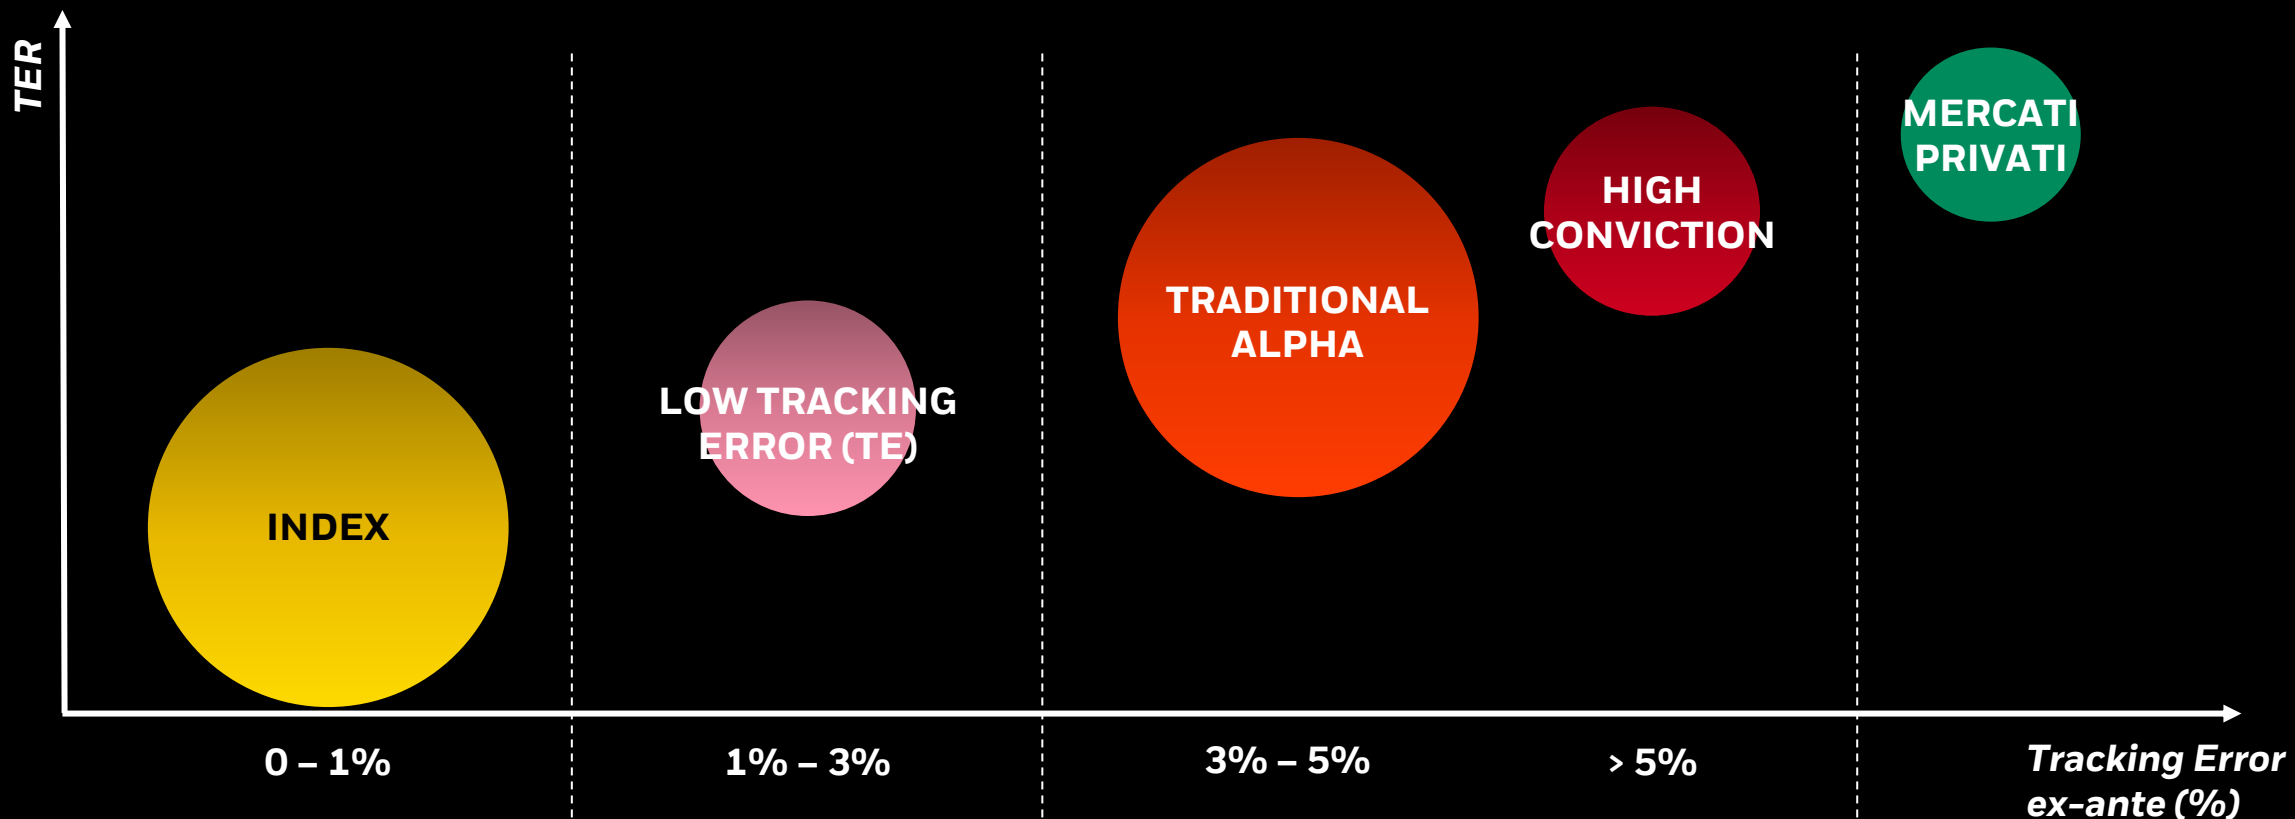 TER
MERCATI
PRIVATI
HIGH
CONVICTION
TRADITIONAL
ALPHA
LOW TRACKING
ERROR (TE)
INDEX
0 – 1%
1% – 3%
3% – 5%
> 5%
Tracking Error
ex-ante (%)